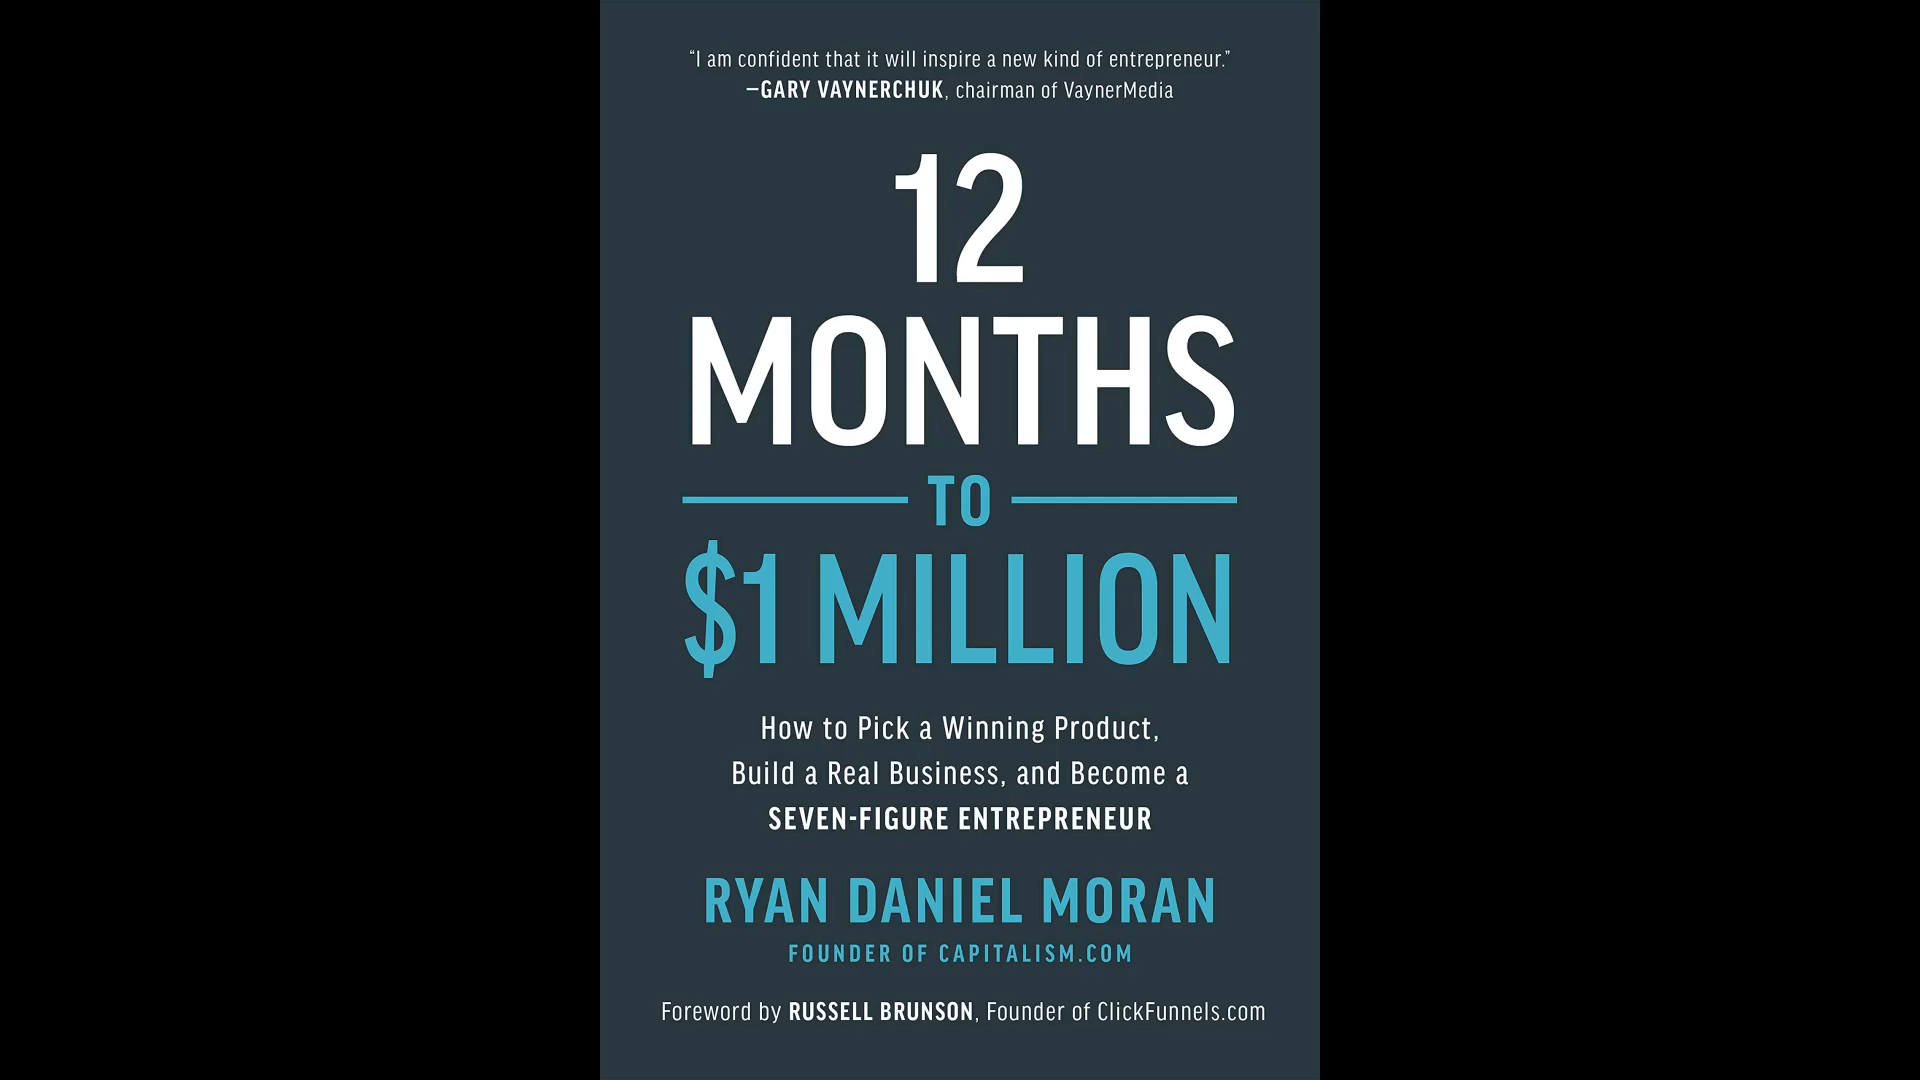 “I am confident that it will inspire a new kind of entrepreneur.”
—GARY VAYNERCHUK, chairman of VaynerMedia
12
MONTHS
TO
$1 MILLION
How to Pick a Winning Product,
Build a Real Business, and Become a
SEVEN-FIGURE ENTREPRENEUR
RYAN DANIEL MORAN
FOUNDER OF CAPITALISM.COM
Foreword by RUSSELL BRUNSON, Founder of ClickFunnels.com